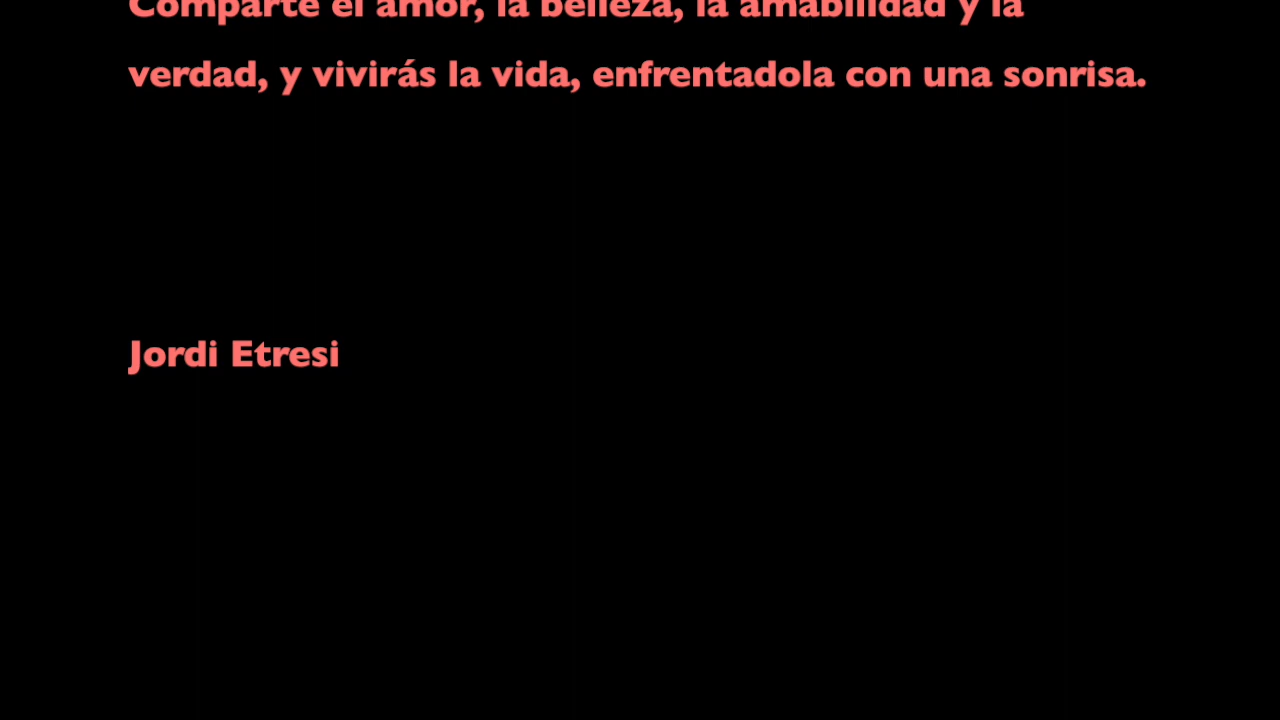 Comparte el amor, la belleza, la amabilidad y la
verdad, y vivirás la vida, enfrentadola con una sonrisa.
Jordi Etresi